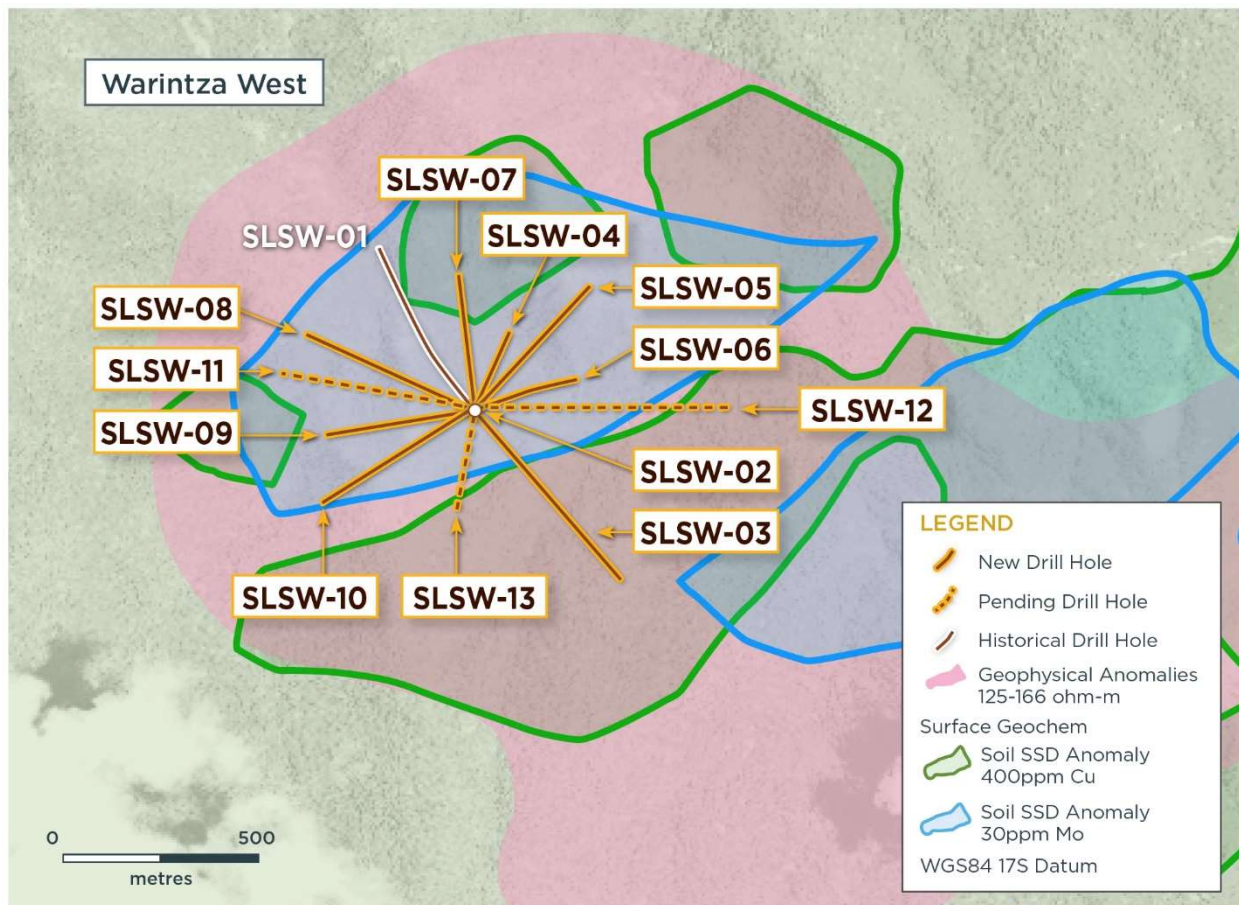 Warintza West
SLSW-07
SLSW-01
SLSW-04
SLSW-05
SLSW-08
SLSW-06
SLSW-11
SLSW-12
SLSW-09
SLSW-02
SLSW-03
SLSW-10
SLSW-13
LEGEND
New Drill Hole
Pending Drill Hole
Historical Drill Hole
Geophysical Anomalies
125-166 ohm-m
Surface Geochem
Soil SSD Anomaly
400ppm Cu
Soil SSD Anomaly
30ppm Mo
WGS84 17S Datum
0 500
metres